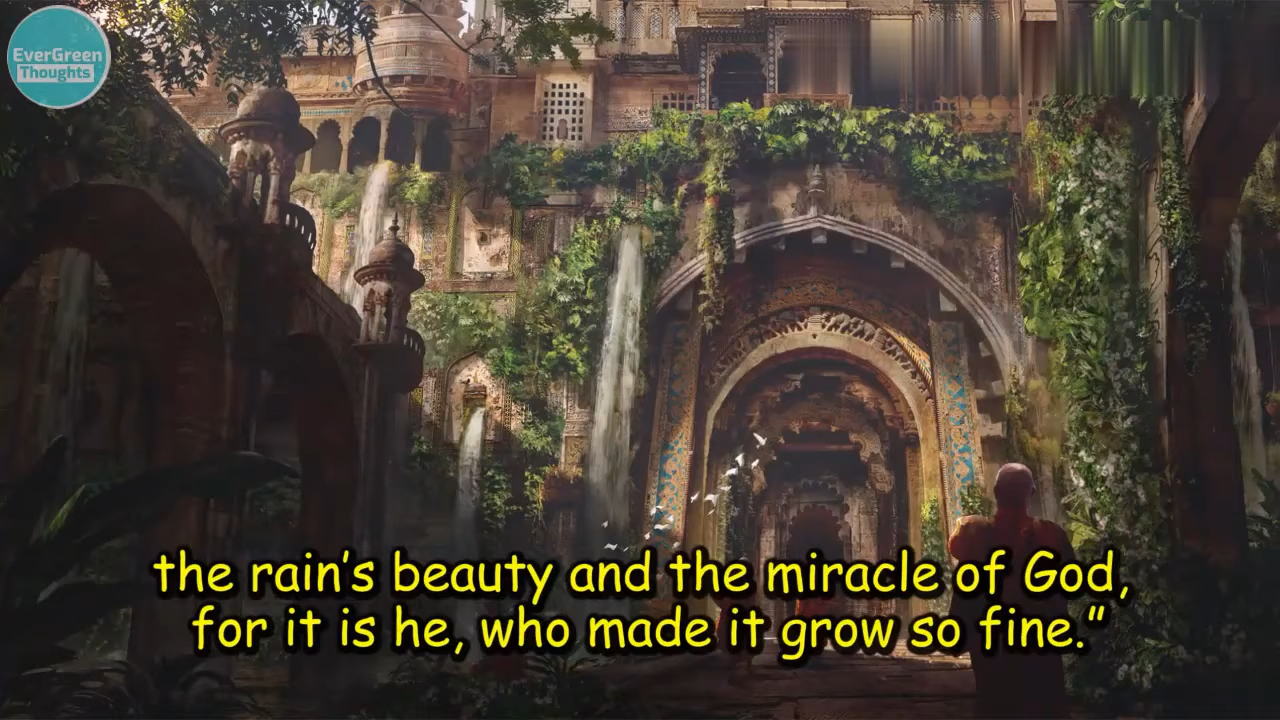 EverGreen
Thoughts
the rain’s beauty and the miracle of God,
for it is he, who made it grow so fine.”